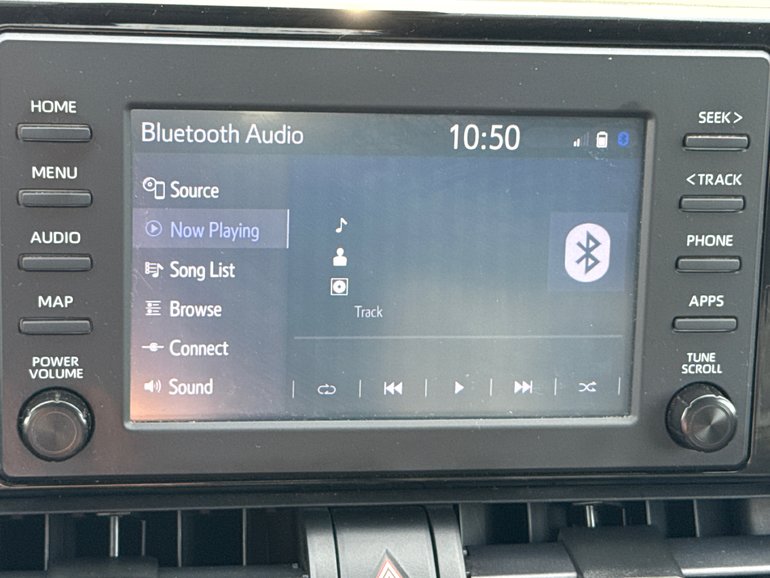 HOME
MENU
AUDIO
MAP
POWER
VOLUME
Bluetooth Audio 10:50
Source
Now Playing
Song List
Browse
Connect
Sound
Track
SEEK >
< TRACK
PHONE
APPS
TUNE
SCROLL